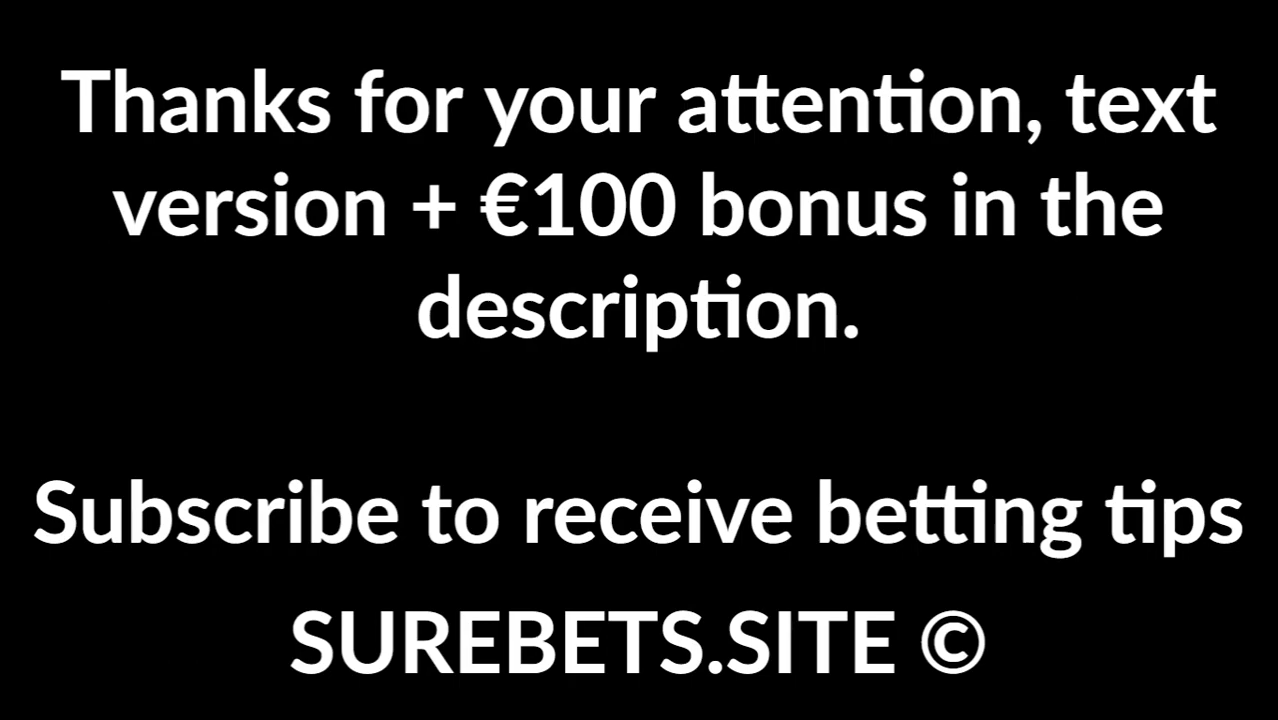 Thanks for your attention, text
version + €100 bonus in the
description.
Subscribe to receive betting tips
SUREBETS.SITE ©